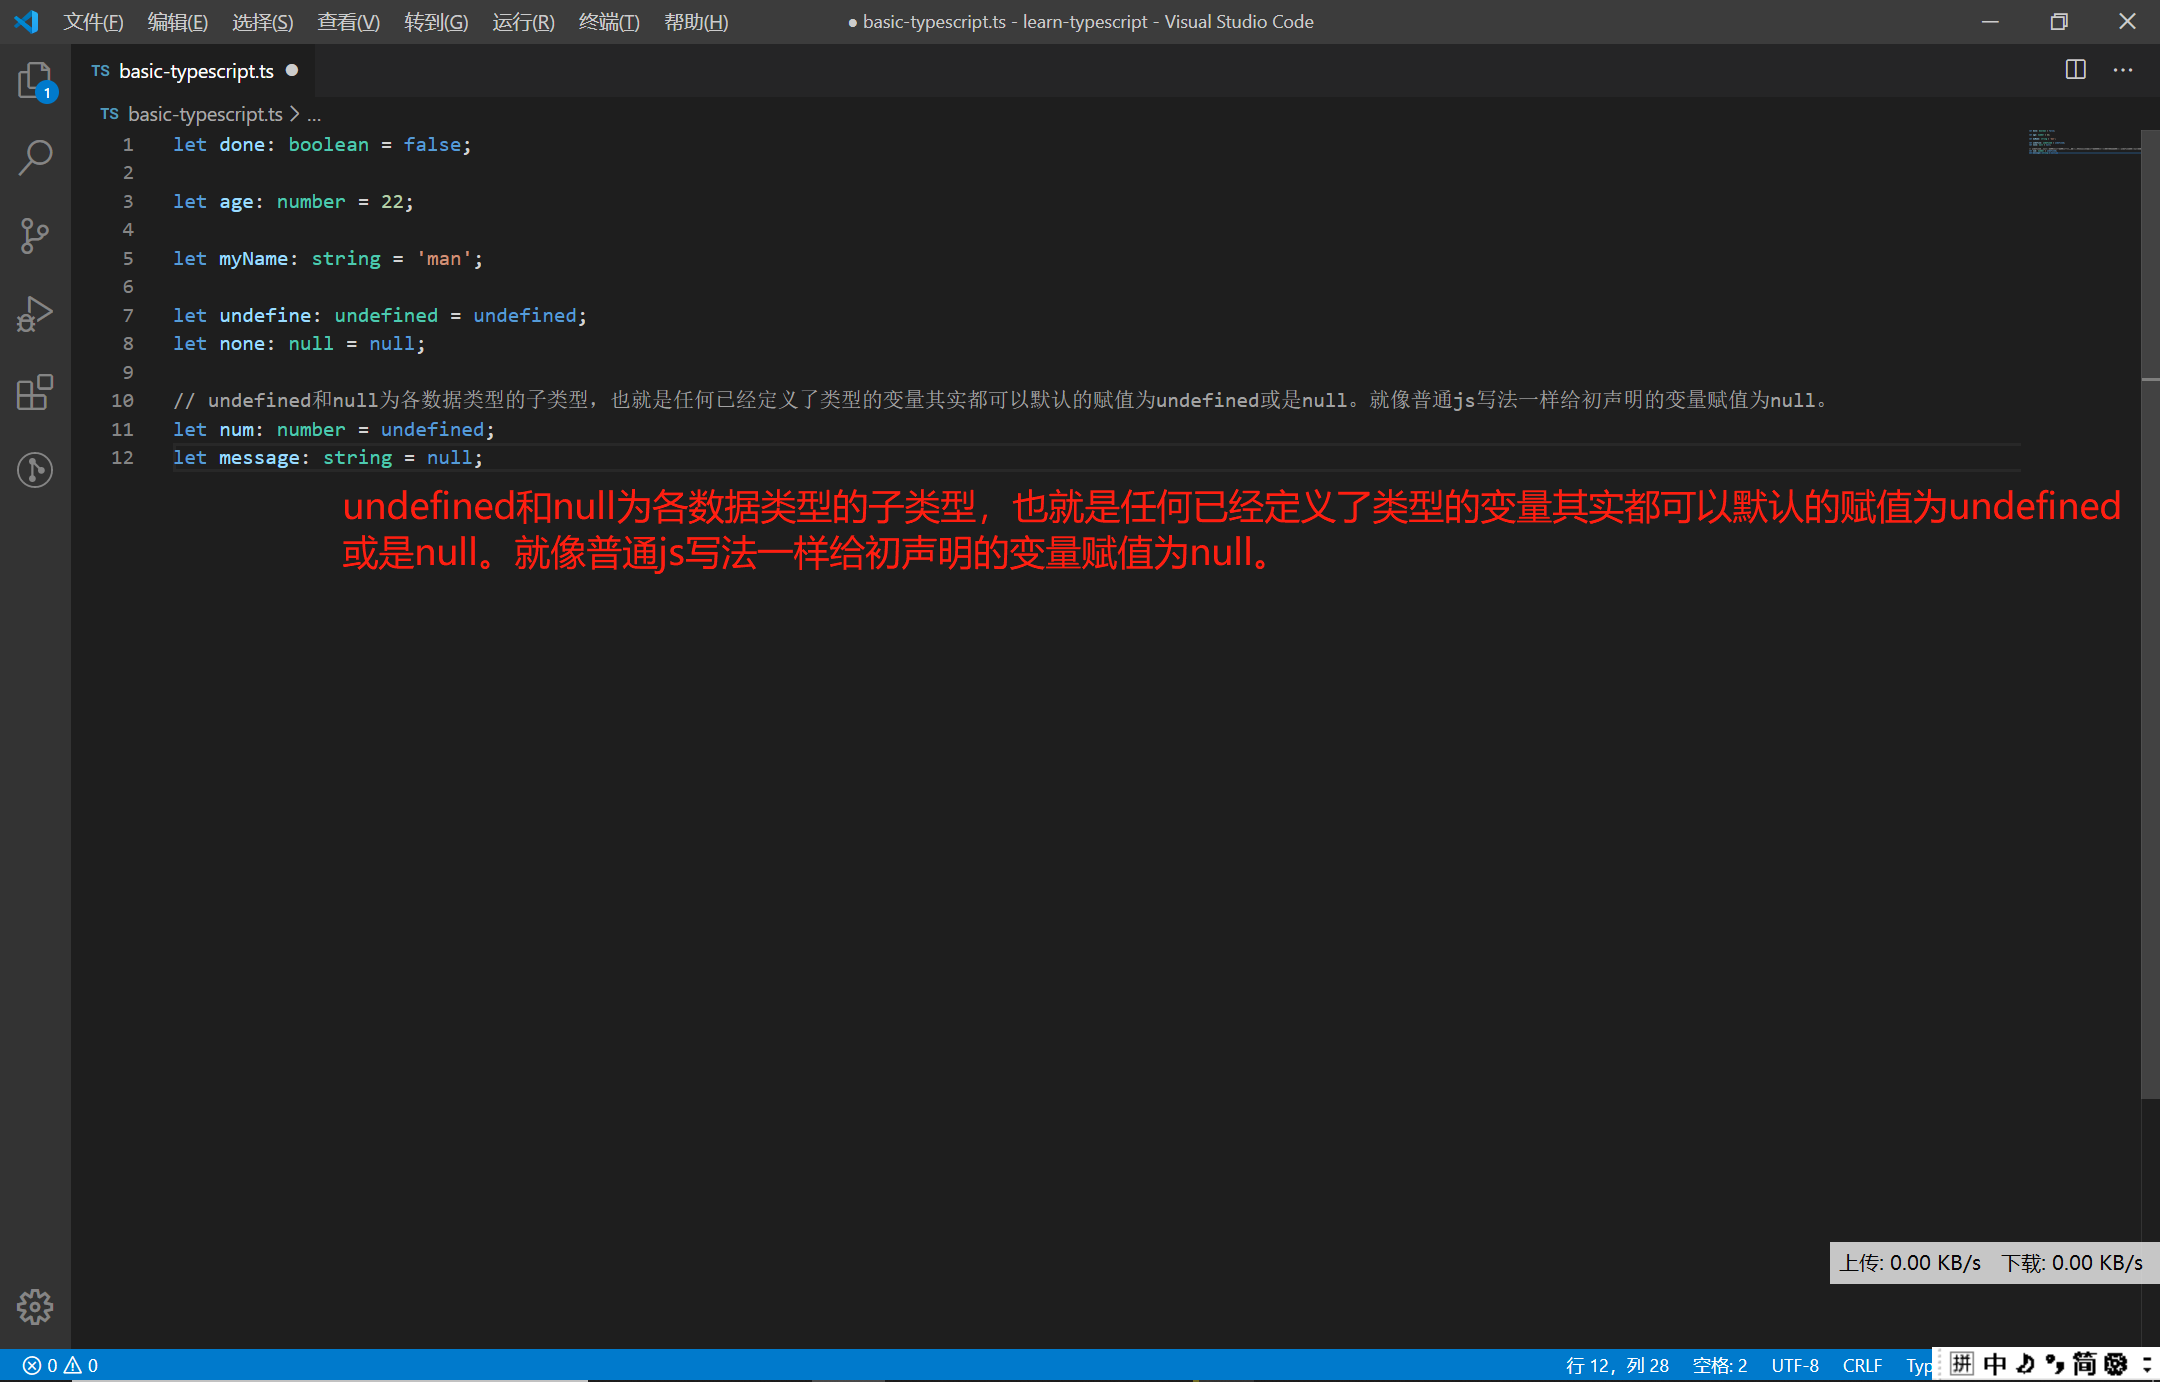 文件(F) 编辑(E) 选择(S) 查看(V) 转到(G) 运行(R) 终端(T) 帮助(H) ● basic-typescript.ts - learn-typescript - Visual Studio Code
TS basic-typescript.ts ●
1
TS basic-typescript.ts > ...
1 let done: boolean = false;
2
3 let age: number = 22;
4
5 let myName: string = 'man';
6
7 let undefine: undefined = undefined;
8 let none: null = null;
9
10 // undefined和null为各数据类型的子类型，也就是任何已经定义了类型的变量其实都可以默认的赋值为undefined或是null。就像普通js写法一样给初声明的变量赋值为null。
11 let num: number = undefined;
12 let message: string = null;
undefined和null为各数据类型的子类型，也就是任何已经定义了类型的变量其实都可以默认的赋值为undefined
或是null。就像普通js写法一样给初声明的变量赋值为null。
上传: 0.00 KB/s 下载: 0.00 KB/s
0 0 行 12，列 28 空格: 2 UTF-8 CRLF Typ 拼 中 简